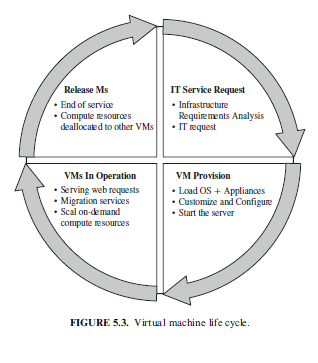 Release Ms
• End of service
• Compute resources
deallocated to other VMs
IT Service Request
• Infrastructure
Requirements Analysis
• IT request
VMs In Operation
• Serving web requests
• Migration services
• Scal on-demand
compute resources
VM Provision
• Load OS + Appliances
• Customize and Configure
• Start the server
FIGURE 5.3. Virtual machine life cycle.